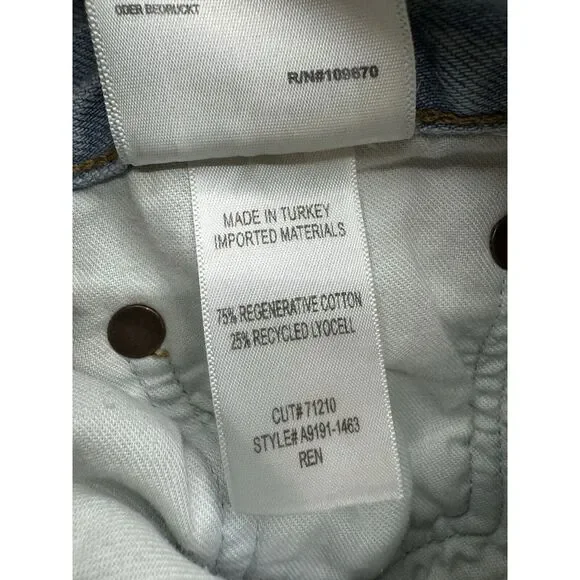 ODER BEDRUCKT
R/N#109670
MADE IN TURKEY
IMPORTED MATERIALS
75% REGENERATIVE COTTON
25% RECYCLED LYOCELL
CUT# 71210
STYLE# A9191-1463
REN